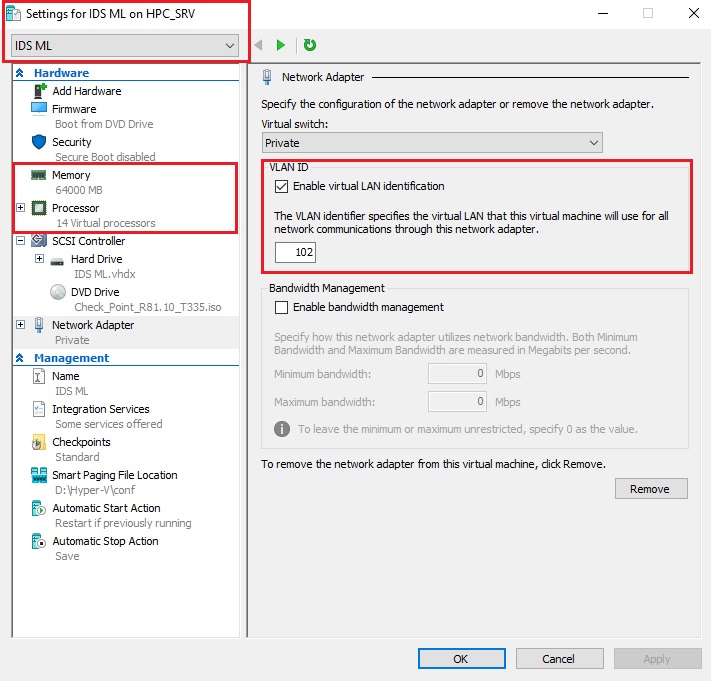 Settings for IDS ML on HPC_SRV
IDS ML
Hardware
Add Hardware
Firmware
Boot from DVD Drive
Security
Secure Boot disabled
Memory
64000 MB
Processor
14 Virtual processors
SCSI Controller
Hard Drive
IDS ML.vhdx
DVD Drive
Check_Point_R81.10_T335.iso
Network Adapter
Private
Management
Name
IDS ML
Integration Services
Some services offered
Checkpoints
Standard
Smart Paging File Location
D:\Hyper-V\conf
Automatic Start Action
Restart if previously running
Automatic Stop Action
Save
Network Adapter
Specify the configuration of the network adapter or remove the network adapter.
Virtual switch:
Private
VLAN ID
Enable virtual LAN identification
The VLAN identifier specifies the virtual LAN that this virtual machine will use for all
network communications through this network adapter.
102
Bandwidth Management
Enable bandwidth management
Specify how this network adapter utilizes network bandwidth. Both Minimum
Bandwidth and Maximum Bandwidth are measured in Megabits per second.
Minimum bandwidth: 0 Mbps
Maximum bandwidth: 0 Mbps
To leave the minimum or maximum unrestricted, specify 0 as the value.
To remove the network adapter from this virtual machine, click Remove.
Remove
OK Cancel Apply